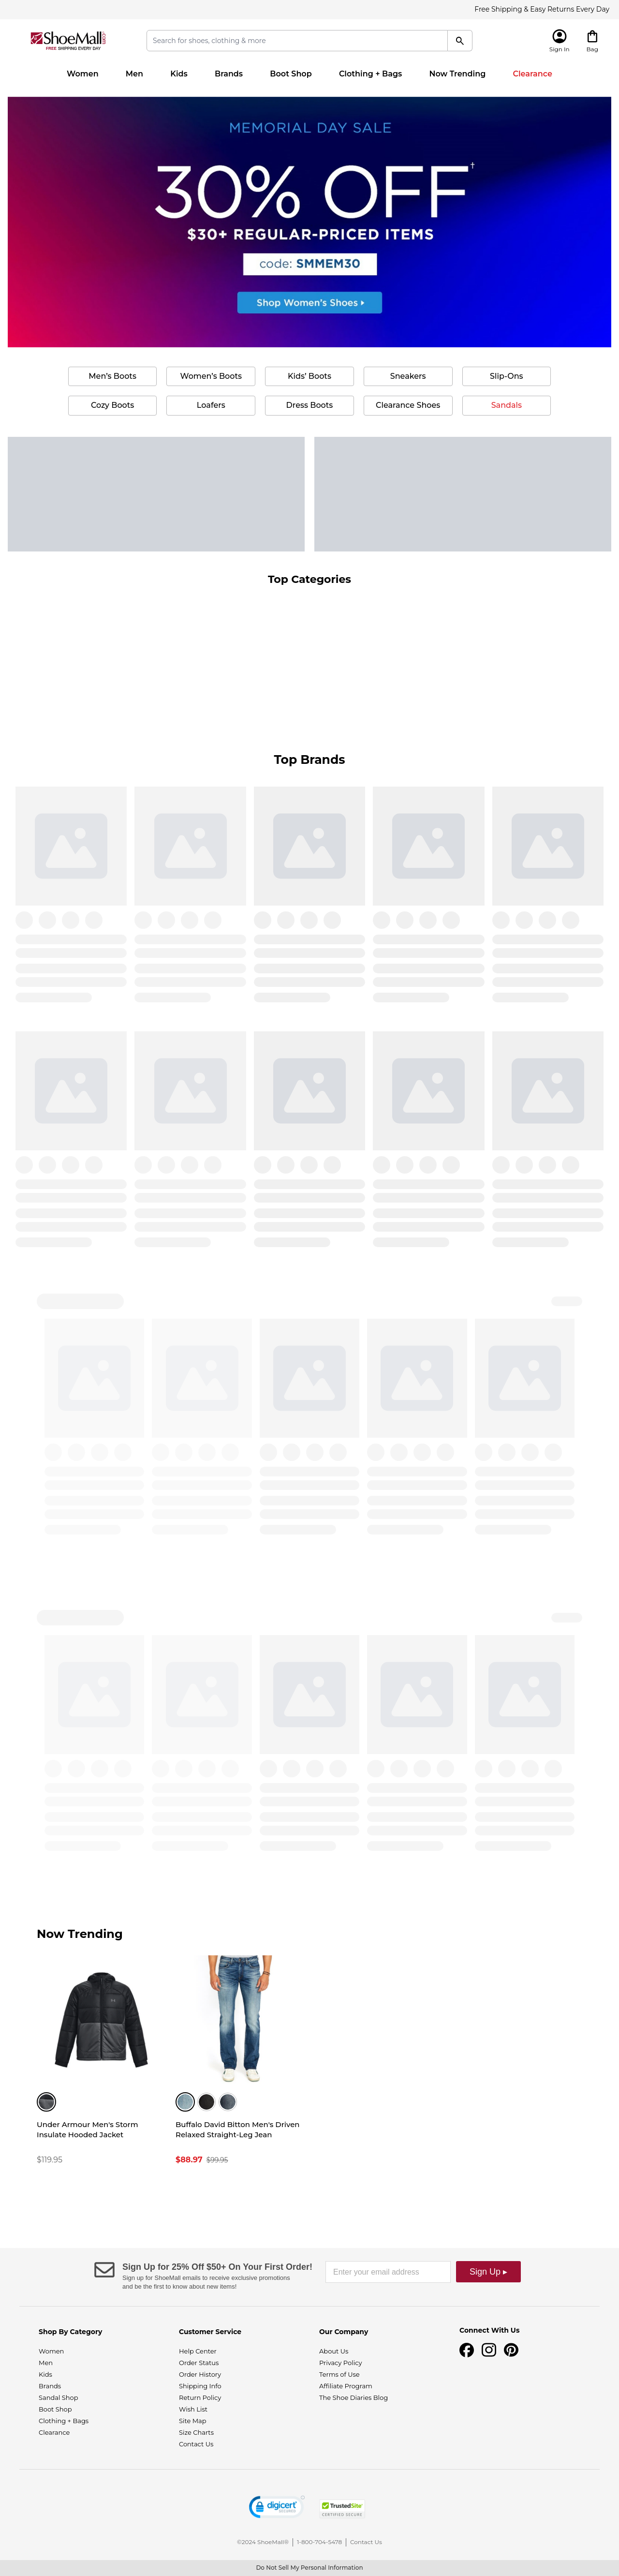 Free Shipping & Easy Returns Every Day
ShoeMall
FREE SHIPPING EVERY DAY
Search for shoes, clothing & more
Sign In
Bag
Women
Men
Kids
Brands
Boot Shop
Clothing + Bags
Now Trending
Clearance
MEMORIAL DAY SALE
30% OFF†
$30+ REGULAR-PRICED ITEMS
code: SMMEM30
Shop Women's Shoes ▸
Men's Boots
Women's Boots
Kids' Boots
Sneakers
Slip-Ons
Cozy Boots
Loafers
Dress Boots
Clearance Shoes
Sandals
Top Categories
Top Brands
Now Trending
Under Armour Men's Storm
Insulate Hooded Jacket
$119.95
Buffalo David Bitton Men's Driven
Relaxed Straight-Leg Jean
$88.97 $99.95
Sign Up for 25% Off $50+ On Your First Order!
Sign up for ShoeMall emails to receive exclusive promotions
and be the first to know about new items!
Enter your email address
Sign Up ▸
Shop By Category
Women
Men
Kids
Brands
Sandal Shop
Boot Shop
Clothing + Bags
Clearance
Customer Service
Help Center
Order Status
Order History
Shipping Info
Return Policy
Wish List
Site Map
Size Charts
Contact Us
Our Company
About Us
Privacy Policy
Terms of Use
Affiliate Program
The Shoe Diaries Blog
Connect With Us
digicert
SECURED
TrustedSite
CERTIFIED SECURE
©2024 ShoeMall® | 1-800-704-5478 | Contact Us
Do Not Sell My Personal Information